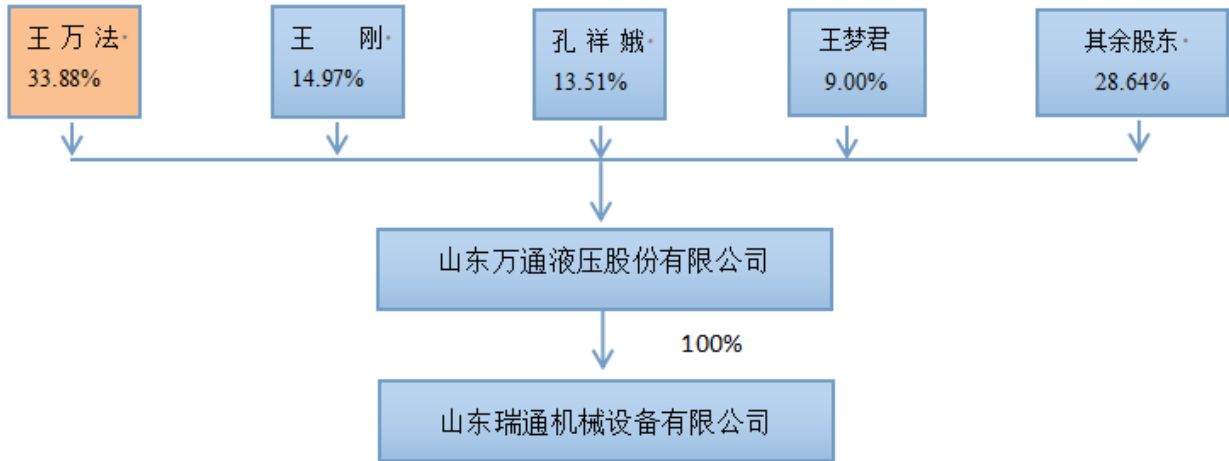 王万法
33.88%
王 刚
14.97%
孔祥娥
13.51%
王梦君
9.00%
其余股东
28.64%
山东万通液压股份有限公司
100%
山东瑞通机械设备有限公司